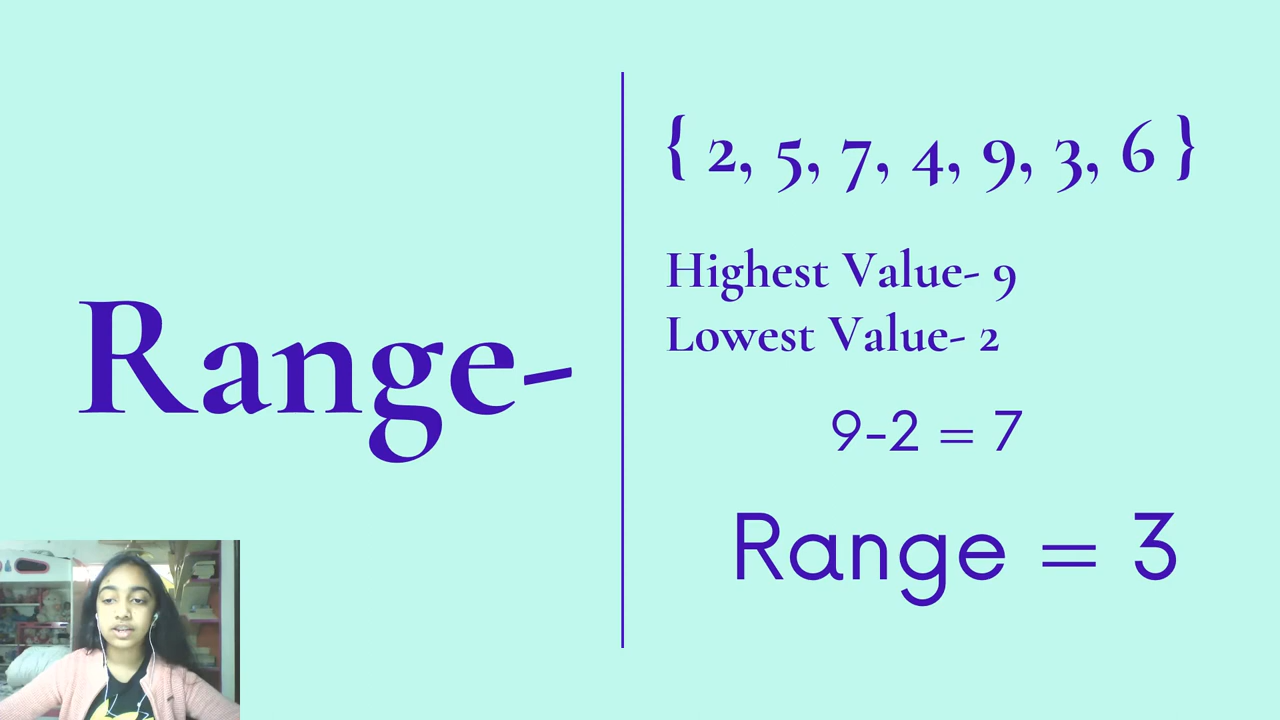 Range-
{ 2, 5, 7, 4, 9, 3, 6 }
Highest Value- 9
Lowest Value- 2
9-2 = 7
Range = 3